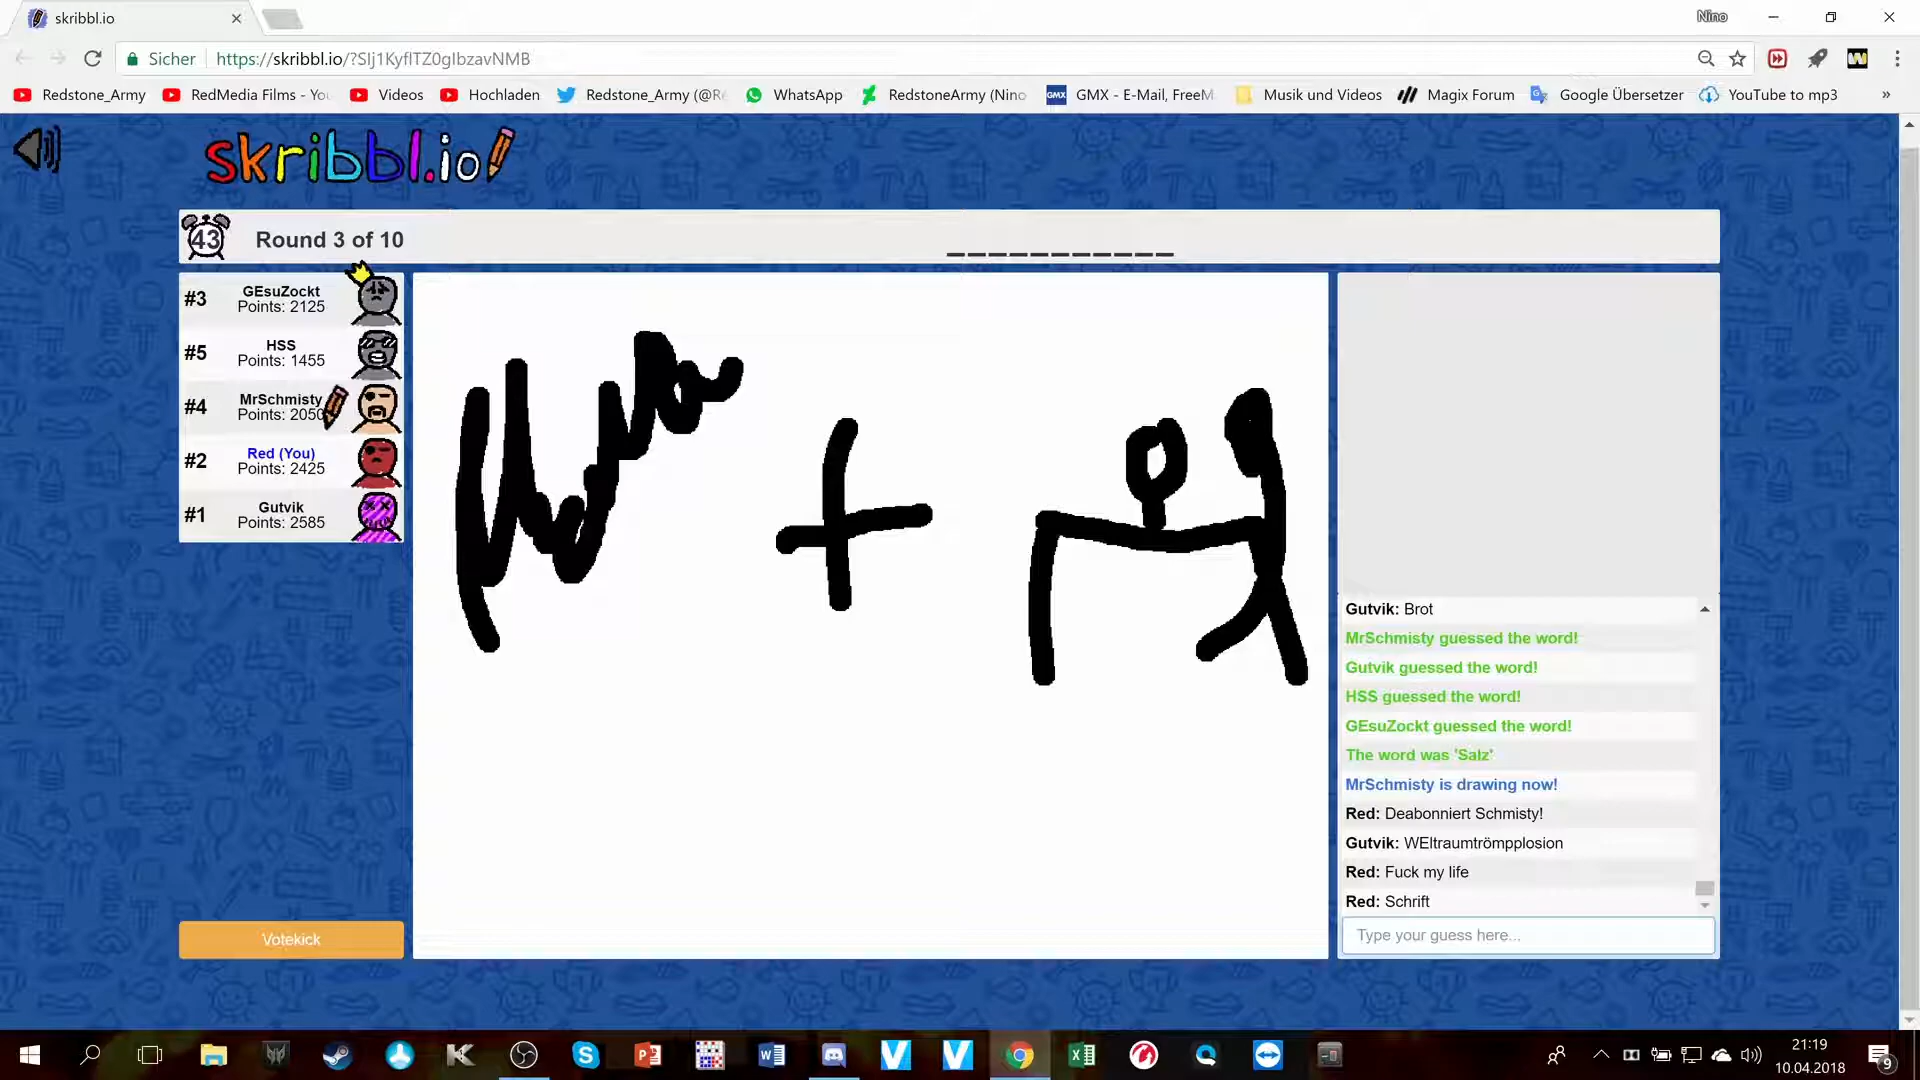 skribbl.io
Nino
Sicher https://skribbl.io/?SIj1KyflTZ0gIbzavNMB
Redstone_Army RedMedia Films - You Videos Hochladen Redstone_Army (@Re WhatsApp RedstoneArmy (Nino GMX GMX - E-Mail, FreeM Musik und Videos Magix Forum Google Übersetzer YouTube to mp3 »
skribbl.io
43 Round 3 of 10
#3 GEsuZockt
Points: 2125
#5 HSS
Points: 1455
#4 MrSchmisty
Points: 2050
#2 Red (You)
Points: 2425
#1 Gutvik
Points: 2585
Votekick
Gutvik: Brot
MrSchmisty guessed the word!
Gutvik guessed the word!
HSS guessed the word!
GEsuZockt guessed the word!
The word was 'Salz'
MrSchmisty is drawing now!
Red: Deabonniert Schmisty!
Gutvik: WEltraumtrömpplosion
Red: Fuck my life
Red: Schrift
Type your guess here...
21:19
10.04.2018
9